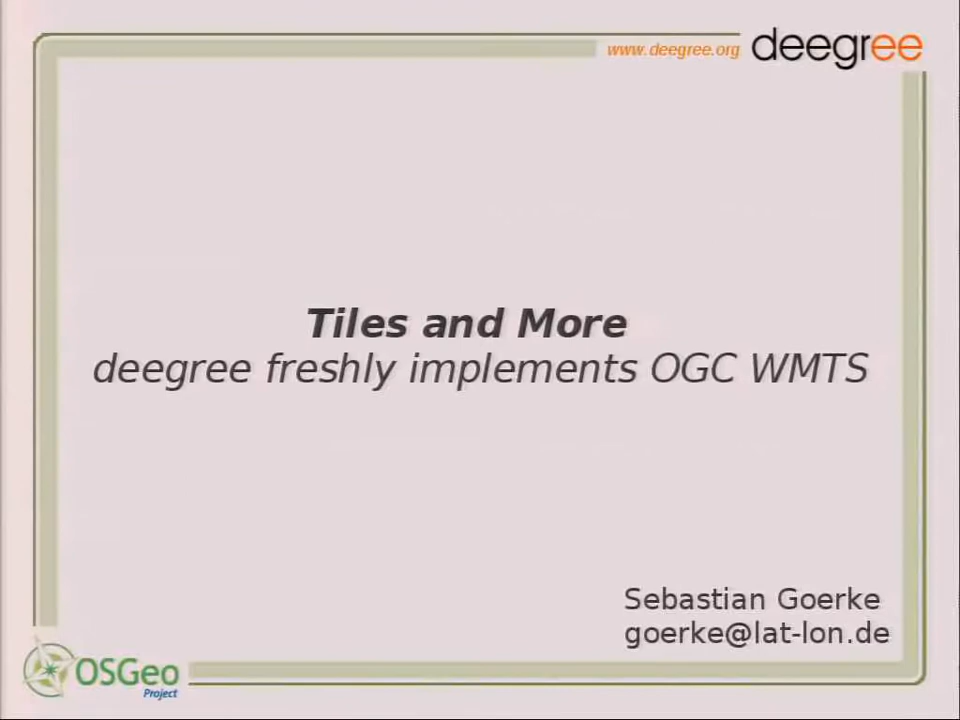 www.deegree.org deegree
Tiles and More
deegree freshly implements OGC WMTS
Sebastian Goerke
goerke@lat-lon.de
OSGeo
Project